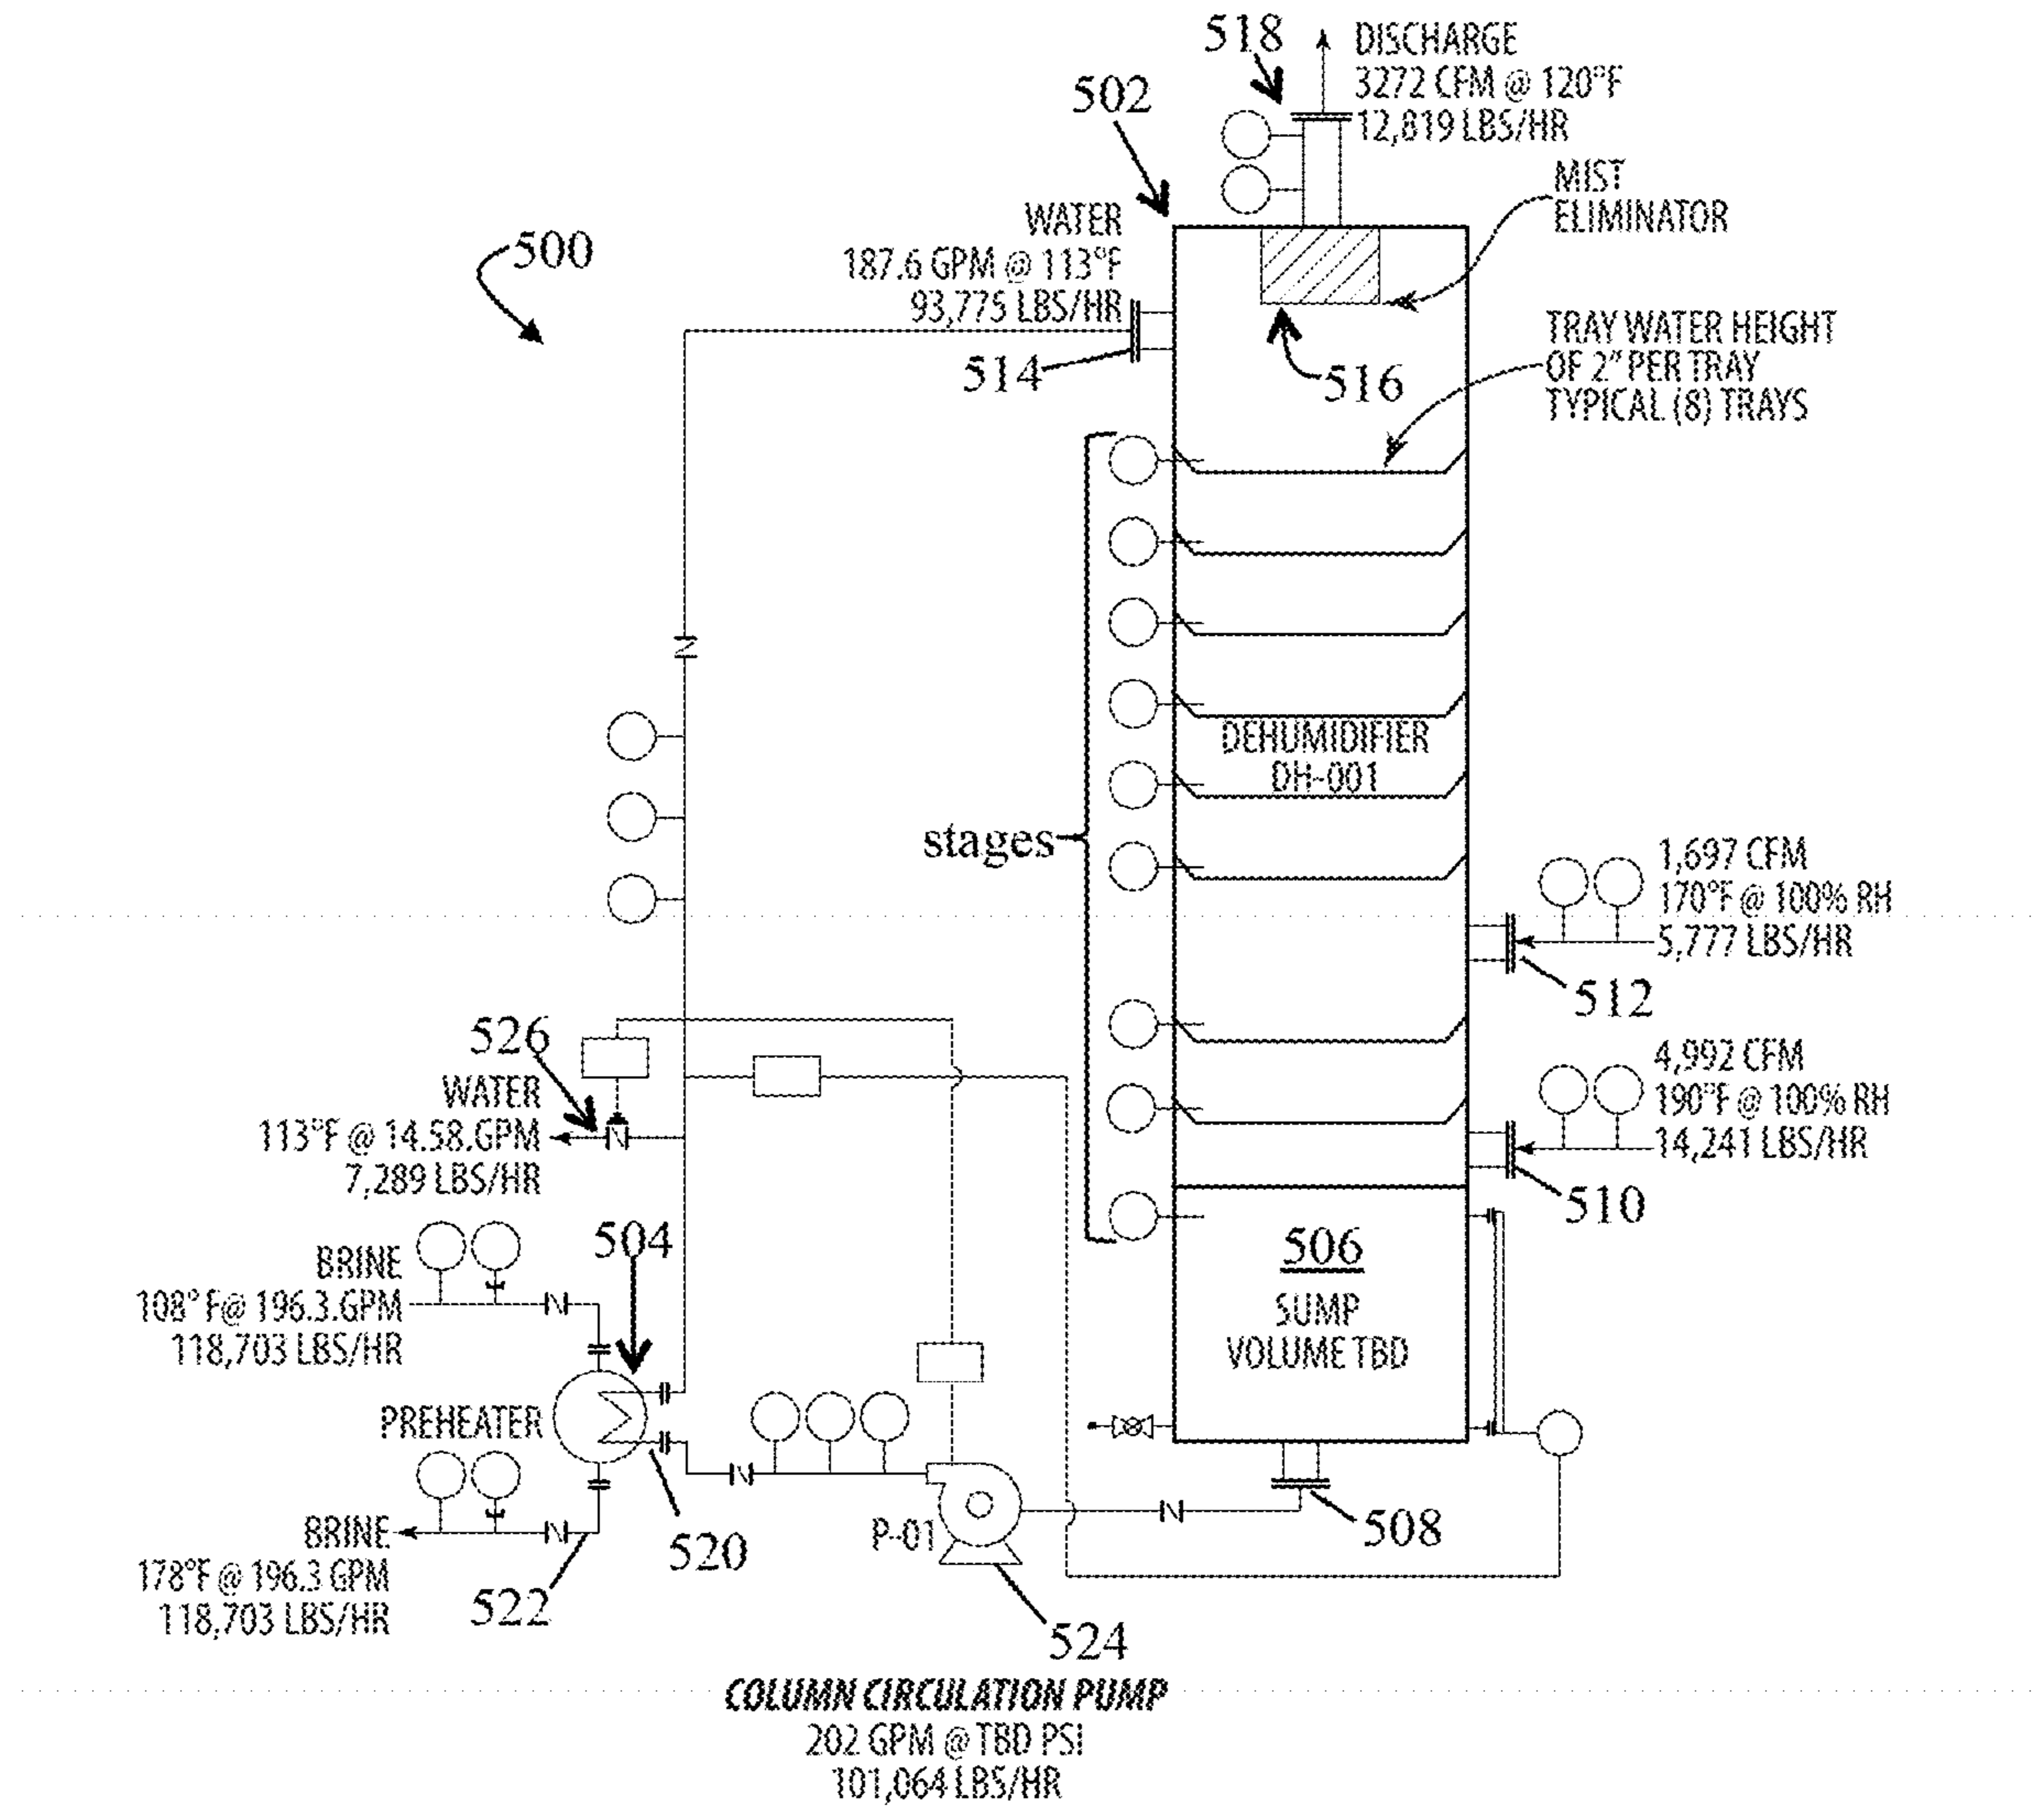 518
DISCHARGE
3272 CFM @ 120°F
12,819 LBS/HR
502
MIST
ELIMINATOR
WATER
187.6 GPM @ 113°F
93,775 LBS/HR
500
514
516
TRAY WATER HEIGHT
OF 2" PER TRAY
TYPICAL (8) TRAYS
DEHUMIDIFIER
DH-001
stages
1,697 CFM
170°F @ 100% RH
5,777 LBS/HR
512
526
WATER
113°F @ 14.58.GPM
7,289 LBS/HR
4,992 CFM
190°F @ 100% RH
14,241 LBS/HR
510
504
BRINE
108° F@ 196.3.GPM
118,703 LBS/HR
506
SUMP
VOLUME TBD
PREHEATER
BRINE
178°F @ 196.3 GPM
118,703 LBS/HR
522
520
P-01
508
524
COLUMN CIRCULATION PUMP
202 GPM @ TBD PSI
101,064 LBS/HR